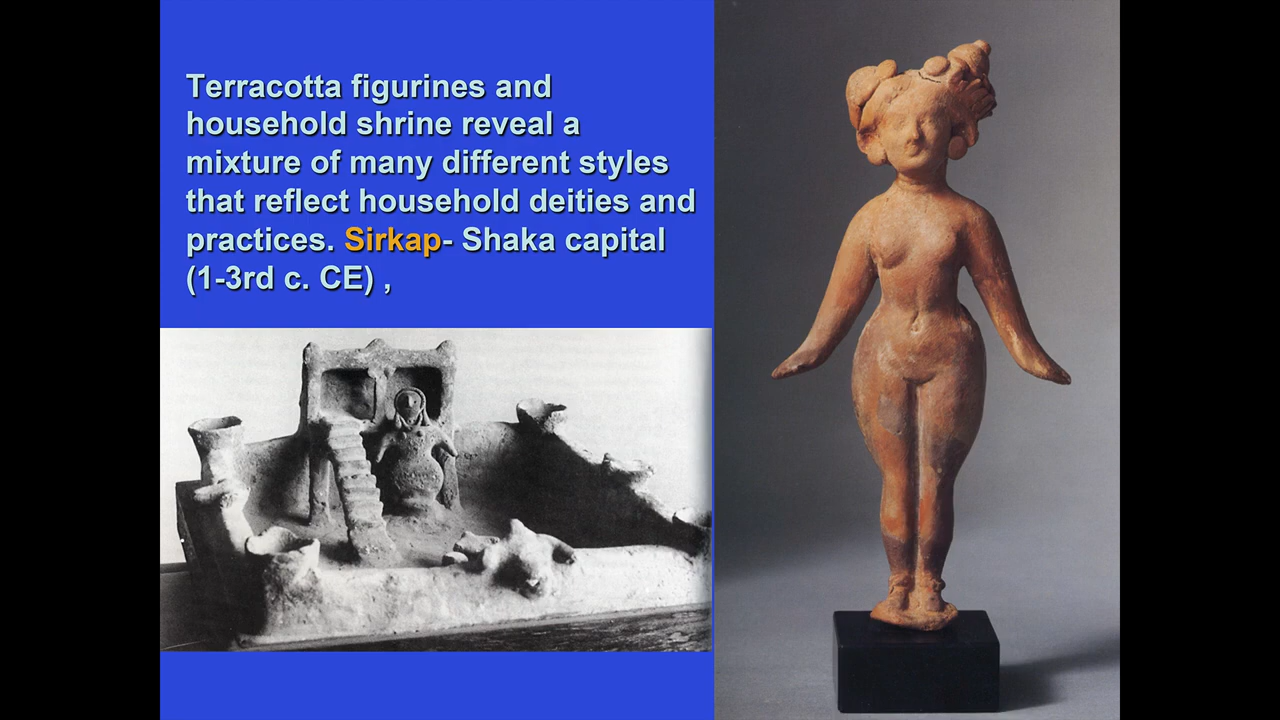 Terracotta figurines and
household shrine reveal a
mixture of many different styles
that reflect household deities and
practices. Sirkap- Shaka capital
(1-3rd c. CE) ,